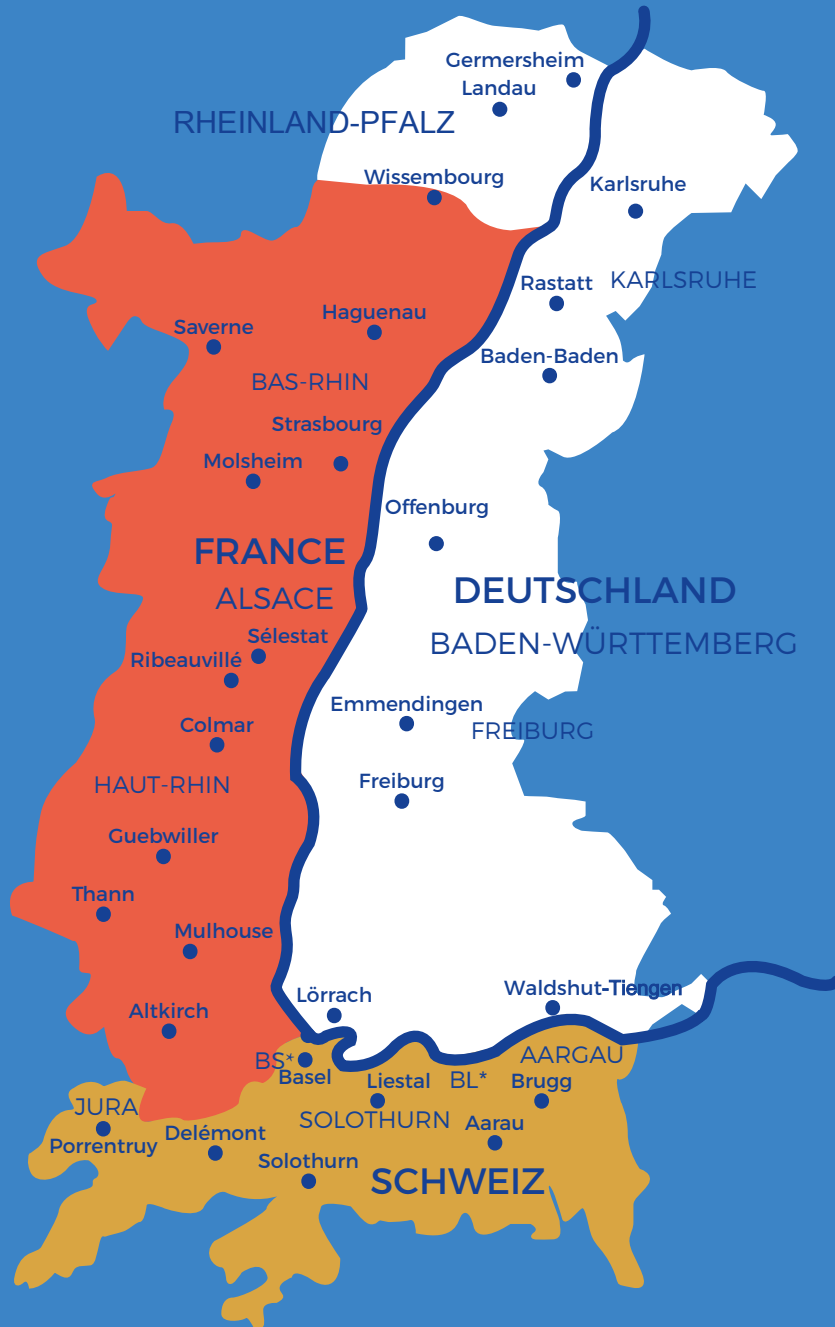 Germersheim
Landau
RHEINLAND-PFALZ
Wissembourg
Karlsruhe
Rastatt
KARLSRUHE
Haguenau
Saverne
Baden-Baden
BAS-RHIN
Strasbourg
Molsheim
Offenburg
FRANCE
DEUTSCHLAND
ALSACE
BADEN-WÜRTTEMBERG
Sélestat
Ribeauvillé
Emmendingen
Colmar
FREIBURG
HAUT-RHIN
Freiburg
Guebwiller
Thann
Mulhouse
Waldshut-Tiengen
Lörrach
Altkirch
AARGAU
BS*
Basel
Liestal
BL*
Brugg
JURA
SOLOTHURN
Aarau
Delémont
Porrentruy
Solothurn
SCHWEIZ